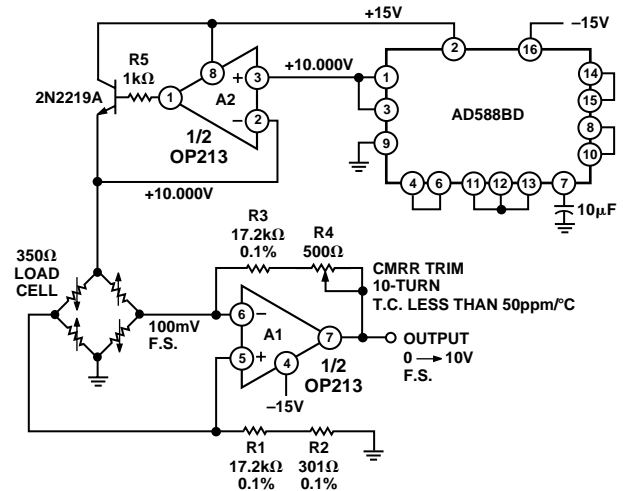 +15V
–15V
R5
1kΩ
2N2219A
8
+
3
A2
1
–
2
1/2
OP213
+10.000V
+10.000V
2
16
1
3
9
14
15
8
10
AD588BD
4
6
11
12
13
7
10µF
R3
17.2kΩ
0.1%
R4
500Ω
CMRR TRIM
10-TURN
T.C. LESS THAN 50ppm/°C
350Ω
LOAD
CELL
100mV
F.S.
6
–
A1
7
5
+
4
1/2
OP213
–15V
OUTPUT
0 → 10V
F.S.
R1
17.2kΩ
0.1%
R2
301Ω
0.1%